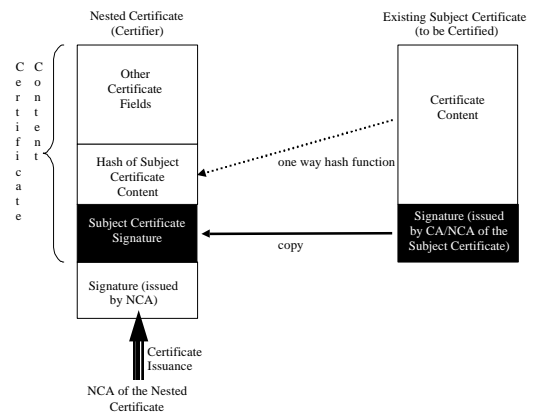 Nested Certificate
(Certifier)
Existing Subject Certificate
(to be Certified)
Certificate
Content
Other
Certificate
Fields
Certificate
Content
one way hash function
Hash of Subject
Certificate
Content
Subject Certificate
Signature
copy
Signature (issued
by CA/NCA of the
Subject Certificate)
Signature (issued
by NCA)
Certificate
Issuance
NCA of the Nested
Certificate